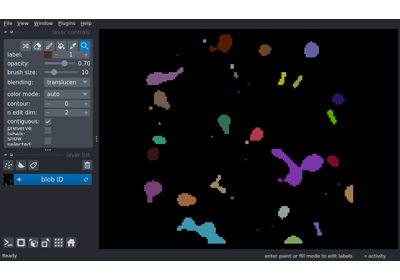 File View Window Plugins Help
layer controls
label: 1
opacity: 0.70
brush size: 10
blending: translucen
color mode: auto
contour: 0
n edit dim: 2
contiguous:
preserve
labels:
show
selected:
layer list
blob ID
Ready enter paint or fill mode to edit labels activity